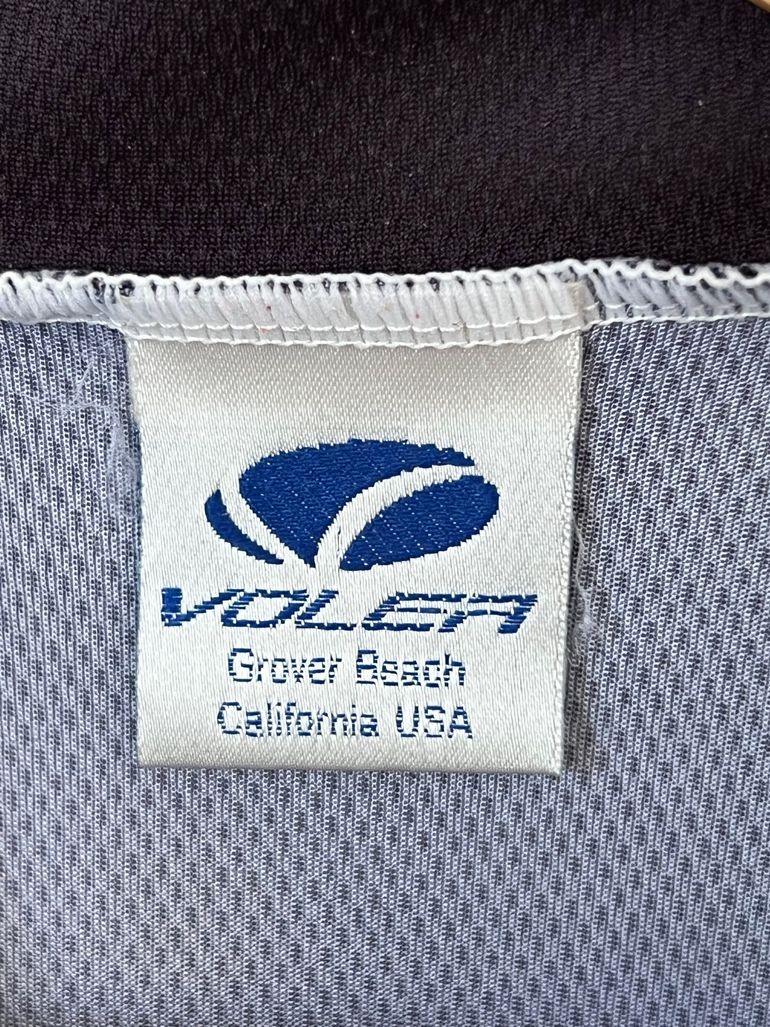 VOLER
Grover Beach
California USA